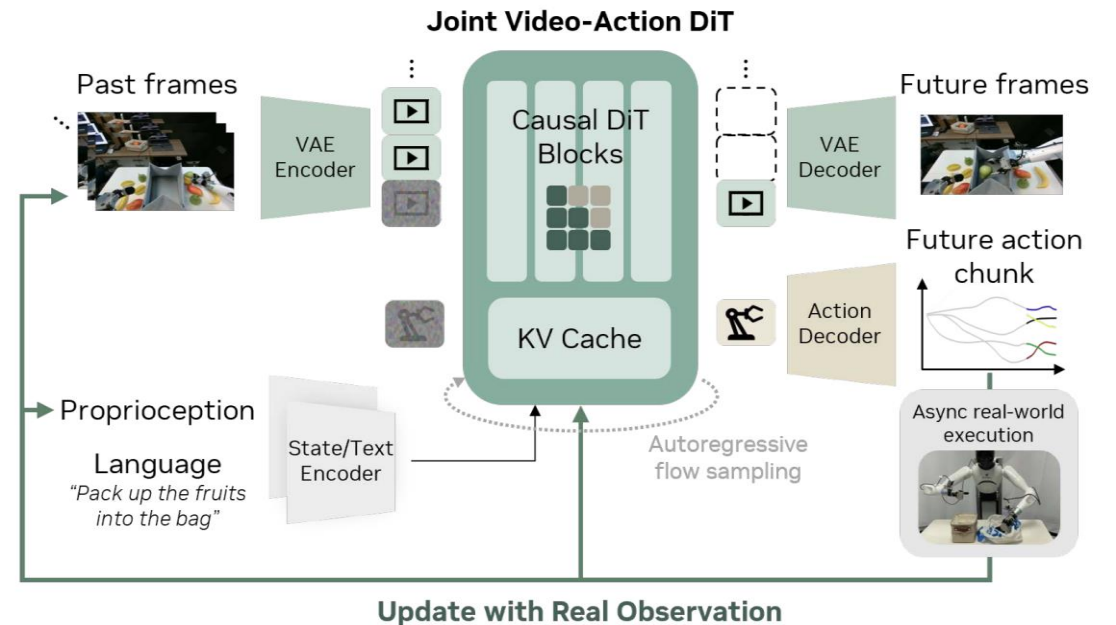 Joint Video-Action DiT
Past frames
VAE
Encoder
Causal DiT
Blocks
KV Cache
VAE
Decoder
Future frames
Future action
chunk
Action
Decoder
Proprioception
Language
“Pack up the fruits
into the bag”
State/Text
Encoder
Autoregressive
flow sampling
Async real-world
execution
Update with Real Observation